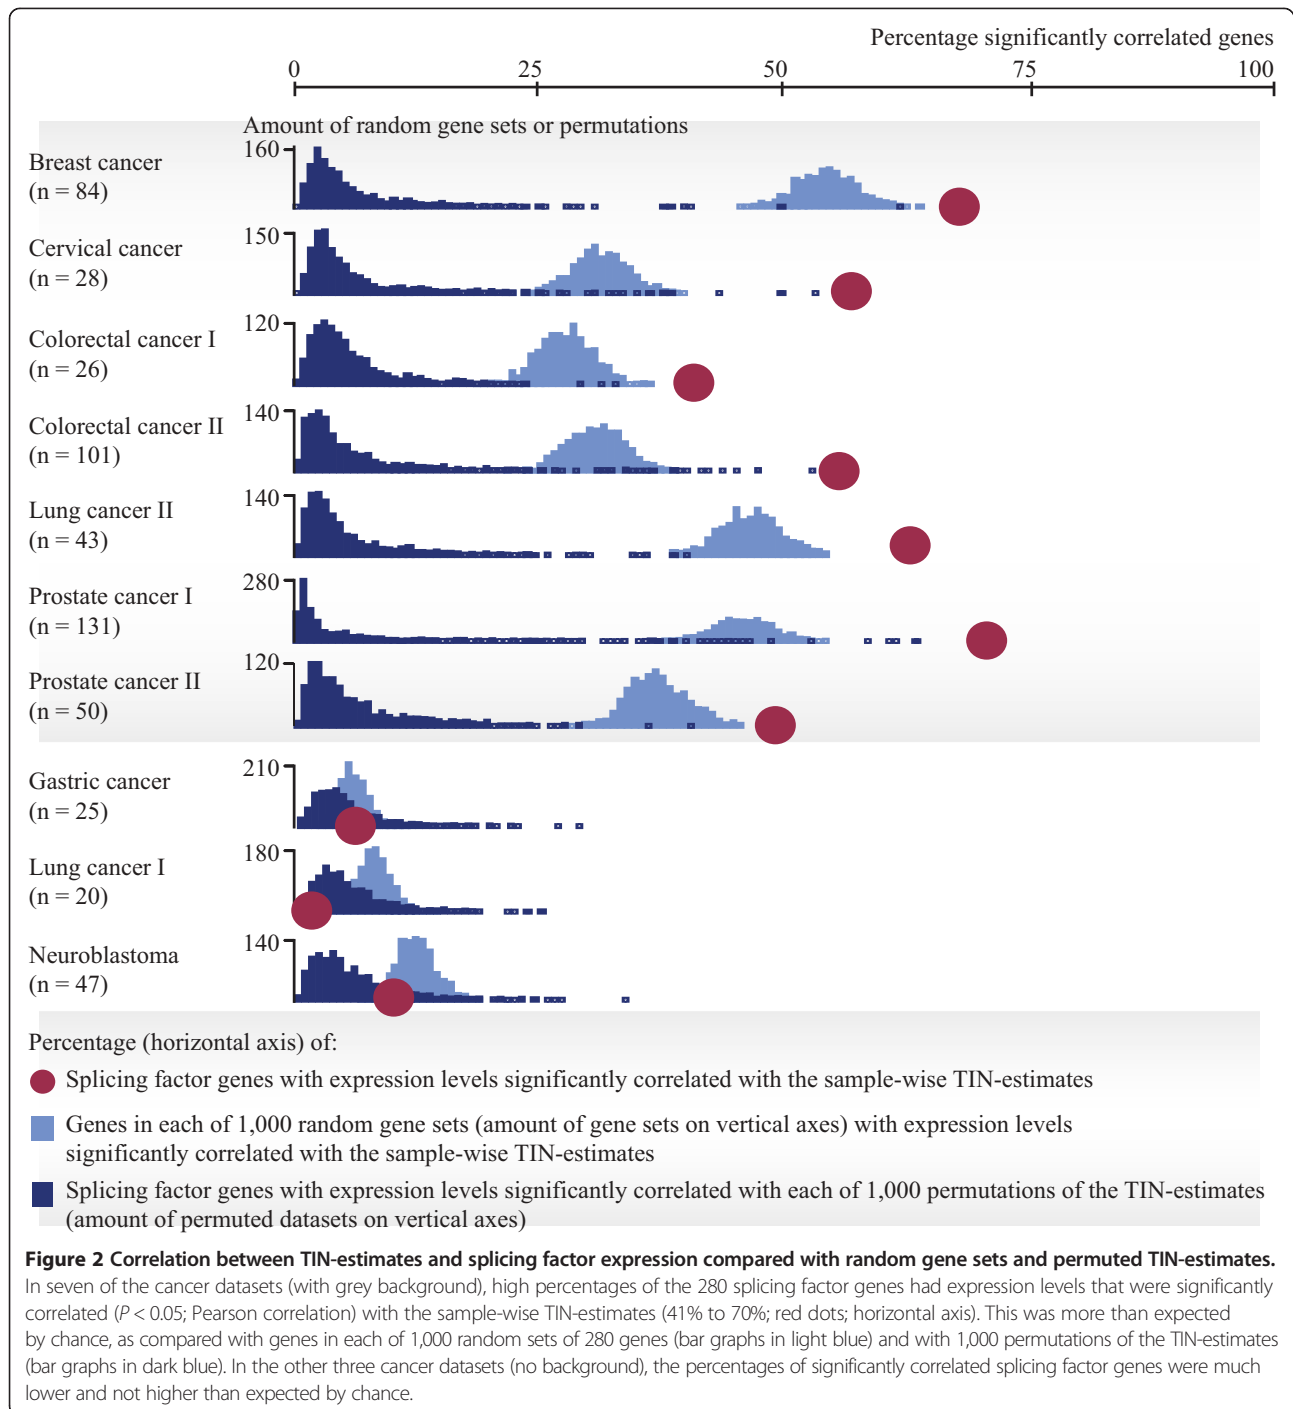 Percentage significantly correlated genes
0 25 50 75 100
Amount of random gene sets or permutations
Breast cancer 160
(n = 84)
Cervical cancer 150
(n = 28)
Colorectal cancer I 120
(n = 26)
Colorectal cancer II 140
(n = 101)
Lung cancer II 140
(n = 43)
Prostate cancer I 280
(n = 131)
Prostate cancer II 120
(n = 50)
Gastric cancer 210
(n = 25)
Lung cancer I 180
(n = 20)
Neuroblastoma 140
(n = 47)
Percentage (horizontal axis) of:
Splicing factor genes with expression levels significantly correlated with the sample-wise TIN-estimates
Genes in each of 1,000 random gene sets (amount of gene sets on vertical axes) with expression levels
significantly correlated with the sample-wise TIN-estimates
Splicing factor genes with expression levels significantly correlated with each of 1,000 permutations of the TIN-estimates
(amount of permuted datasets on vertical axes)
Figure 2 Correlation between TIN-estimates and splicing factor expression compared with random gene sets and permuted TIN-estimates.
In seven of the cancer datasets (with grey background), high percentages of the 280 splicing factor genes had expression levels that were significantly
correlated (P < 0.05; Pearson correlation) with the sample-wise TIN-estimates (41% to 70%; red dots; horizontal axis). This was more than expected
by chance, as compared with genes in each of 1,000 random sets of 280 genes (bar graphs in light blue) and with 1,000 permutations of the TIN-estimates
(bar graphs in dark blue). In the other three cancer datasets (no background), the percentages of significantly correlated splicing factor genes were much
lower and not higher than expected by chance.